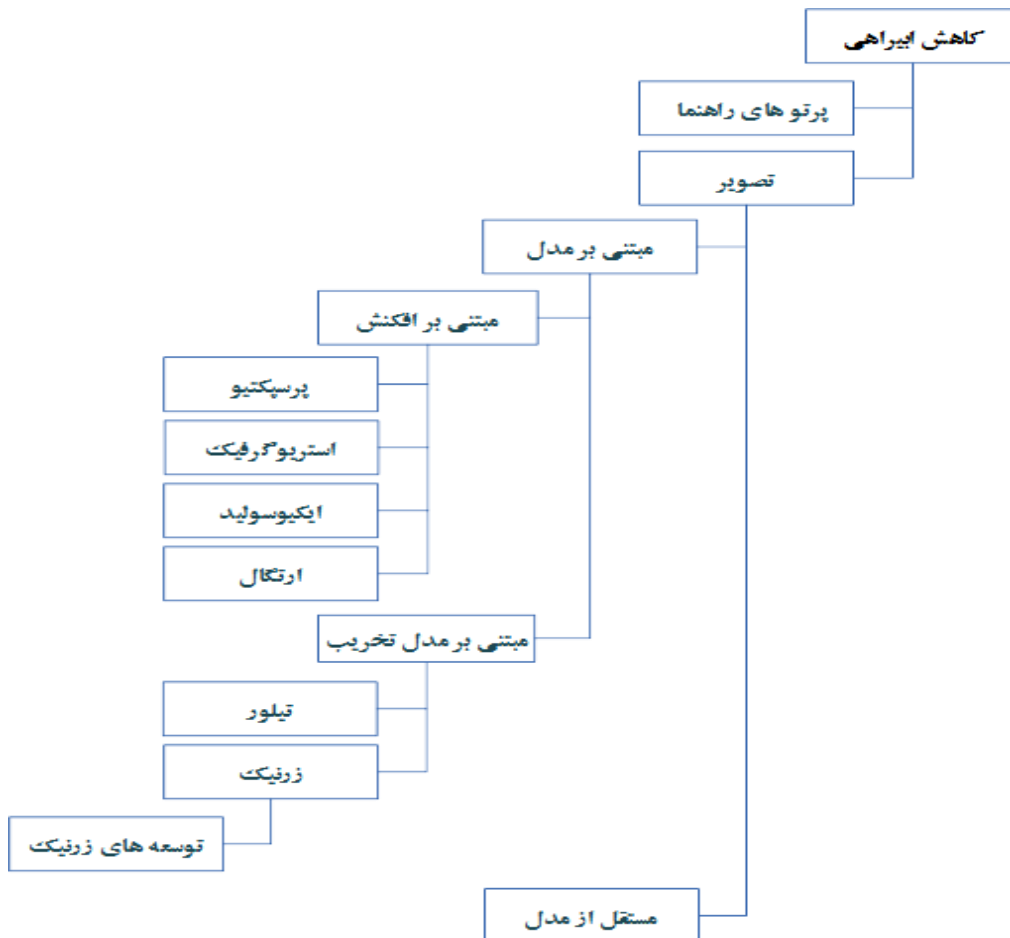 کاهش ابیراهی
پرتو های راهنما
تصویر
مبتنی بر مدل
مبتنی بر افکنش
پرسپکتیو
استریوگرفیک
ایکیوسولید
ارتگال
مبتنی بر مدل تخریب
تیلور
زرنیک
توسعه های زرنیک
مستقل از مدل